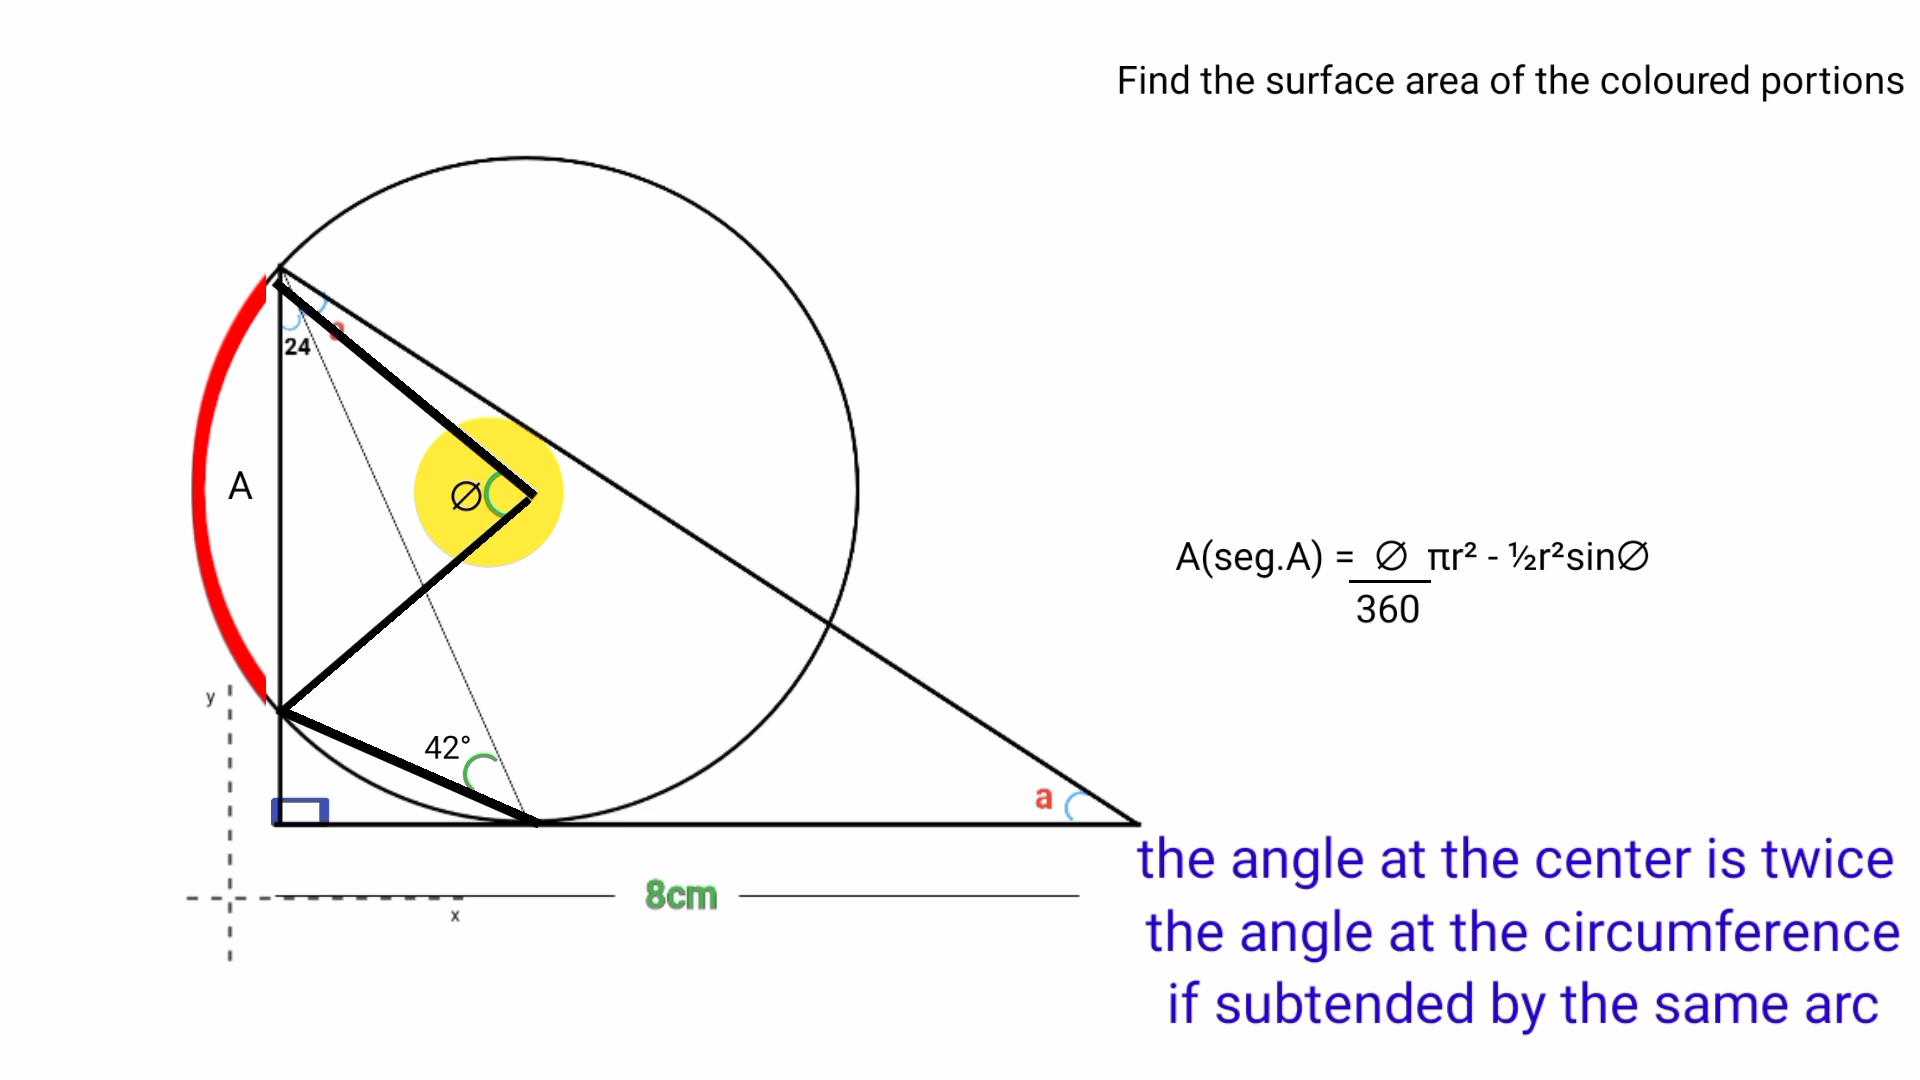 Find the surface area of the coloured portions
a
24
A
∅
A(seg.A) = ∅ πr² - ½r²sin∅
360
y
42°
a
8cm
x
the angle at the center is twice
the angle at the circumference
if subtended by the same arc